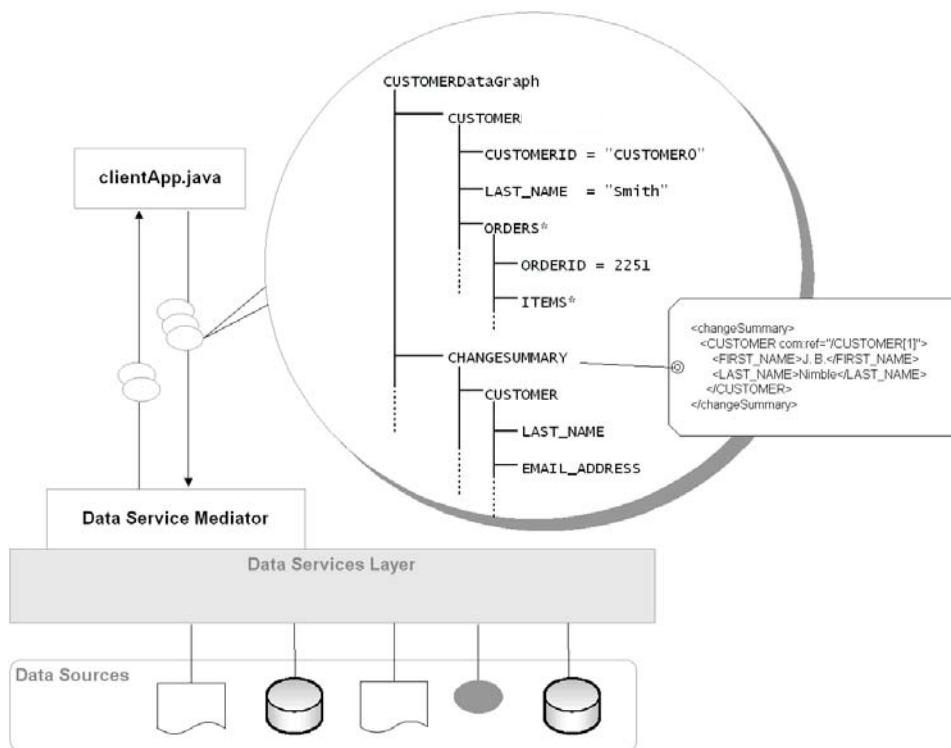 CUSTOMERDataGraph
CUSTOMER
CUSTOMERID = "CUSTOMER0"
LAST_NAME = "Smith"
ORDERS*
ORDERID = 2251
ITEMS*
CHANGESUMMARY
CUSTOMER
LAST_NAME
EMAIL_ADDRESS
<changeSummary>
<CUSTOMER com:ref="/CUSTOMER[1]">
<FIRST_NAME>J. B.</FIRST_NAME>
<LAST_NAME>Nimble</LAST_NAME>
</CUSTOMER>
</changeSummary>
clientApp.java
Data Service Mediator
Data Services Layer
Data Sources